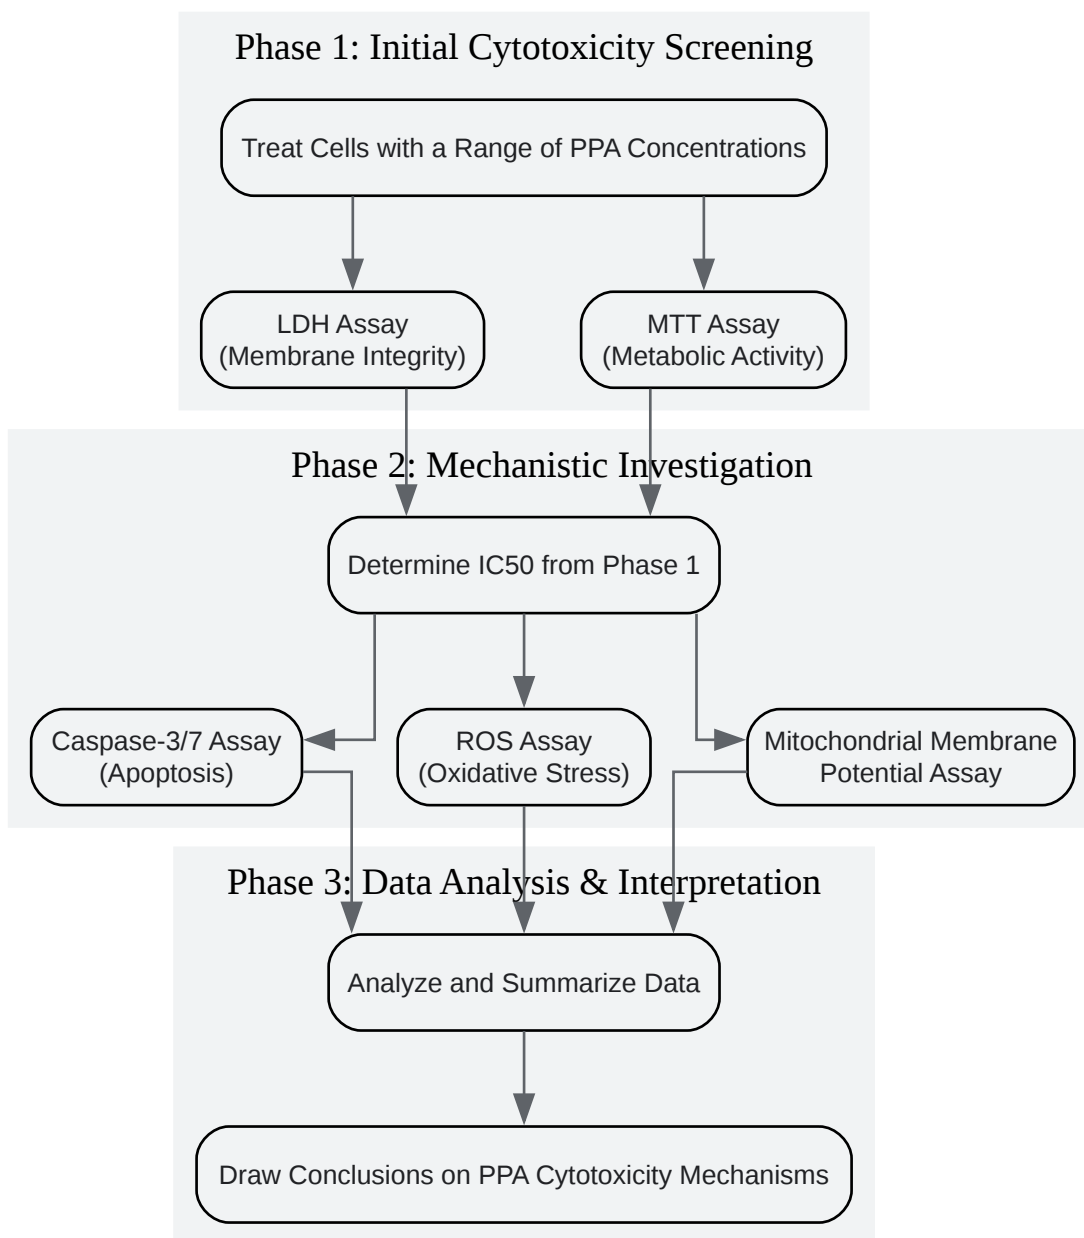 Phase 1: Initial Cytotoxicity Screening
Treat Cells with a Range of PPA Concentrations
LDH Assay
(Membrane Integrity)
MTT Assay
(Metabolic Activity)
Phase 2: Mechanistic Investigation
Determine IC50 from Phase 1
Caspase-3/7 Assay
(Apoptosis)
ROS Assay
(Oxidative Stress)
Mitochondrial Membrane
Potential Assay
Phase 3: Data Analysis & Interpretation
Analyze and Summarize Data
Draw Conclusions on PPA Cytotoxicity Mechanisms